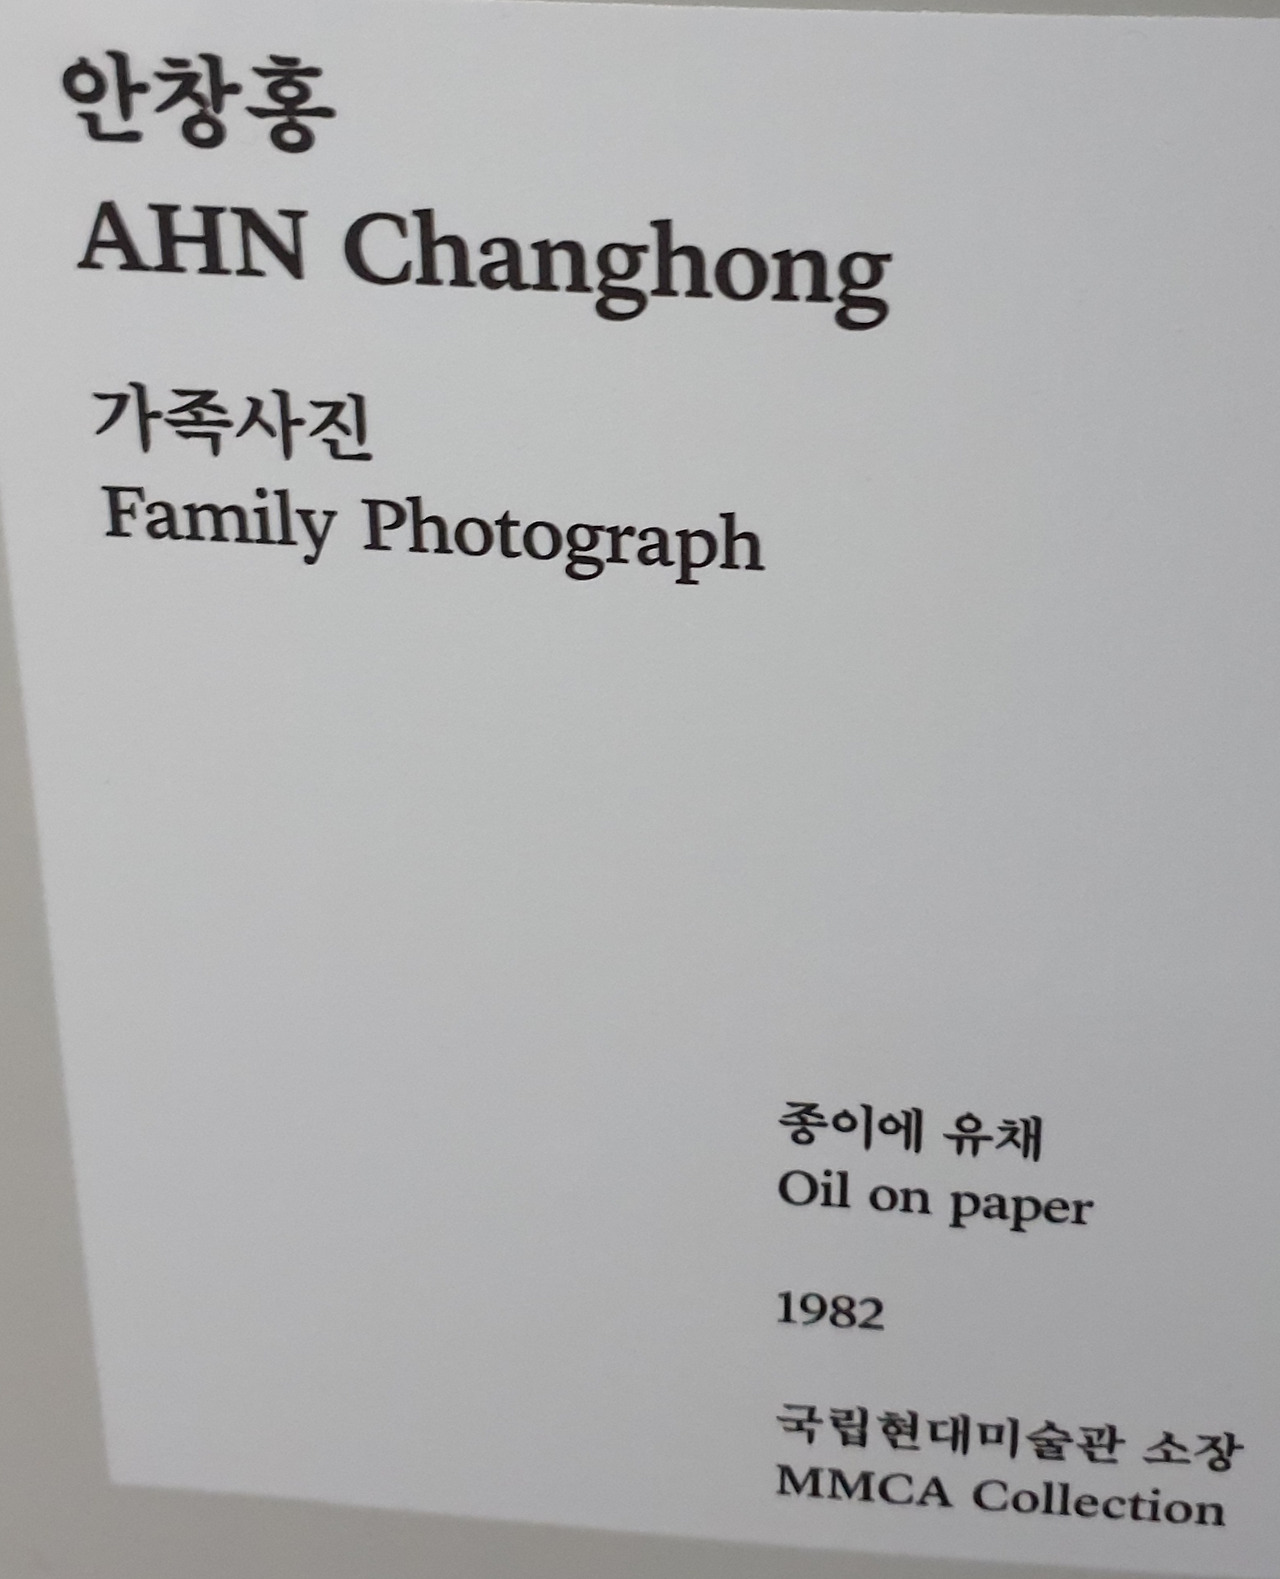 안창홍
AHN Changhong
가족사진
Family Photograph
종이에 유채
Oil on paper
1982
국립현대미술관 소장
MMCA Collection